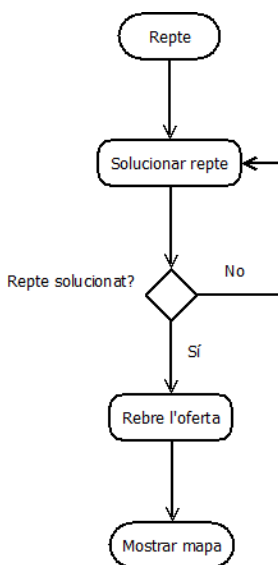 Repte
Solucionar repte
Repte solucionat?
No
Sí
Rebre l'oferta
Mostrar mapa